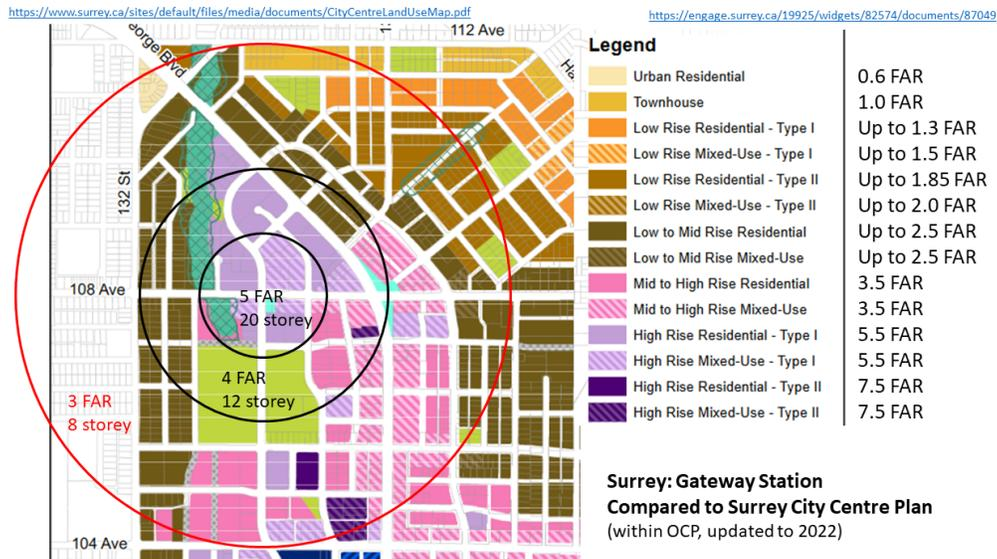 https://www.surrey.ca/sites/default/files/media/documents/CityCentreLandUseMap.pdf
https://engage.surrey.ca/19925/widgets/82574/documents/87049
eorge Blvd
112 Ave
Ha
132 St
108 Ave
5 FAR
20 storey
4 FAR
12 storey
3 FAR
8 storey
104 Ave
Legend
Urban Residential 0.6 FAR
Townhouse 1.0 FAR
Low Rise Residential - Type I Up to 1.3 FAR
Low Rise Mixed-Use - Type I Up to 1.5 FAR
Low Rise Residential - Type II Up to 1.85 FAR
Low Rise Mixed-Use - Type II Up to 2.0 FAR
Low to Mid Rise Residential Up to 2.5 FAR
Low to Mid Rise Mixed-Use Up to 2.5 FAR
Mid to High Rise Residential 3.5 FAR
Mid to High Rise Mixed-Use 3.5 FAR
High Rise Residential - Type I 5.5 FAR
High Rise Mixed-Use - Type I 5.5 FAR
High Rise Residential - Type II 7.5 FAR
High Rise Mixed-Use - Type II 7.5 FAR
Surrey: Gateway Station
Compared to Surrey City Centre Plan
(within OCP, updated to 2022)